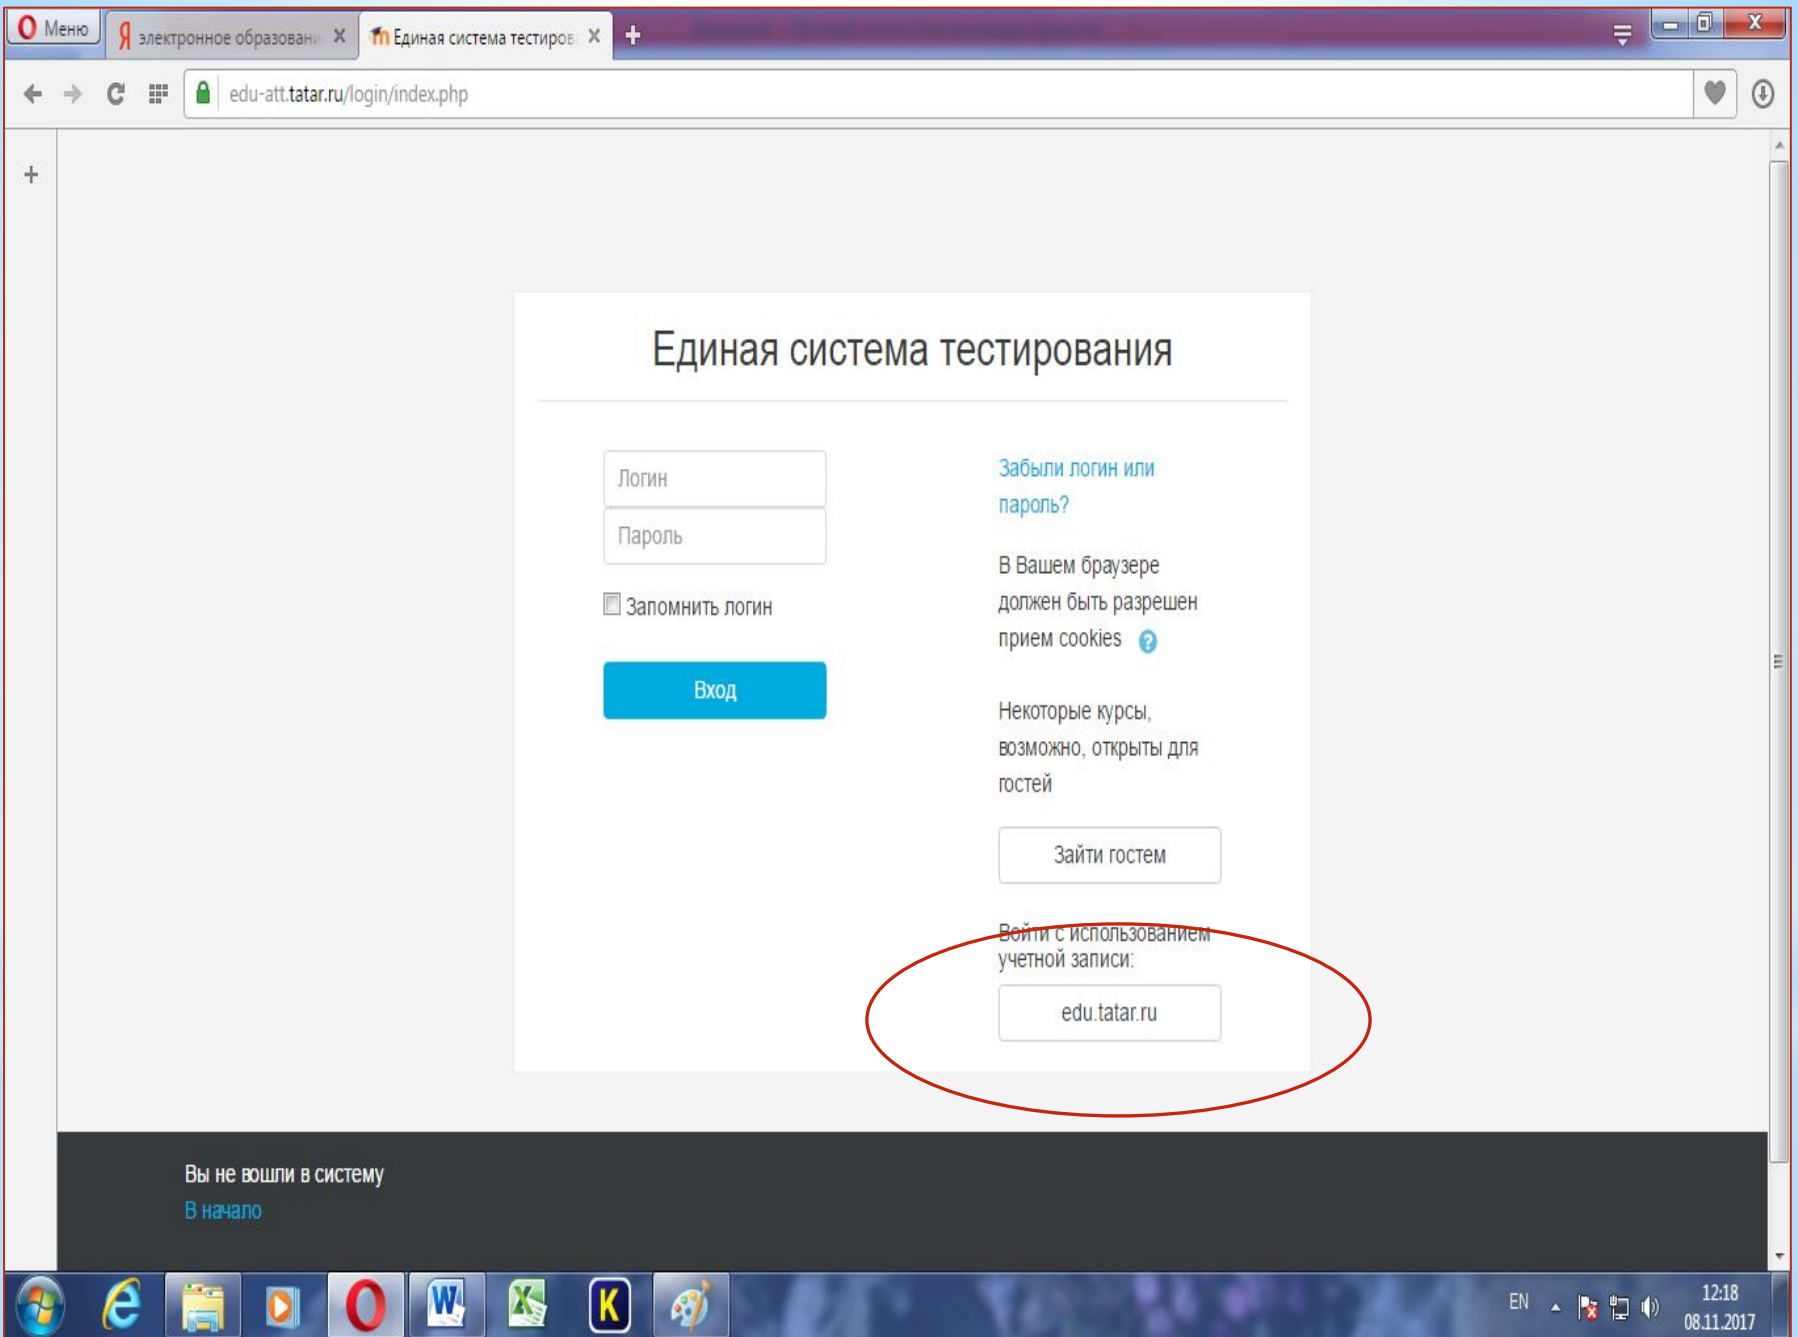 Меню
электронное образовани
Единая система тестиров
edu-att.tatar.ru/login/index.php
Единая система тестирования
Логин
Пароль
Запомнить логин
Вход
Забыли логин или
пароль?
В Вашем браузере
должен быть разрешен
прием cookies
Некоторые курсы,
возможно, открыты для
гостей
Зайти гостем
Войти с использованием
учетной записи:
edu.tatar.ru
Вы не вошли в систему
В начало
EN
12:18
08.11.2017